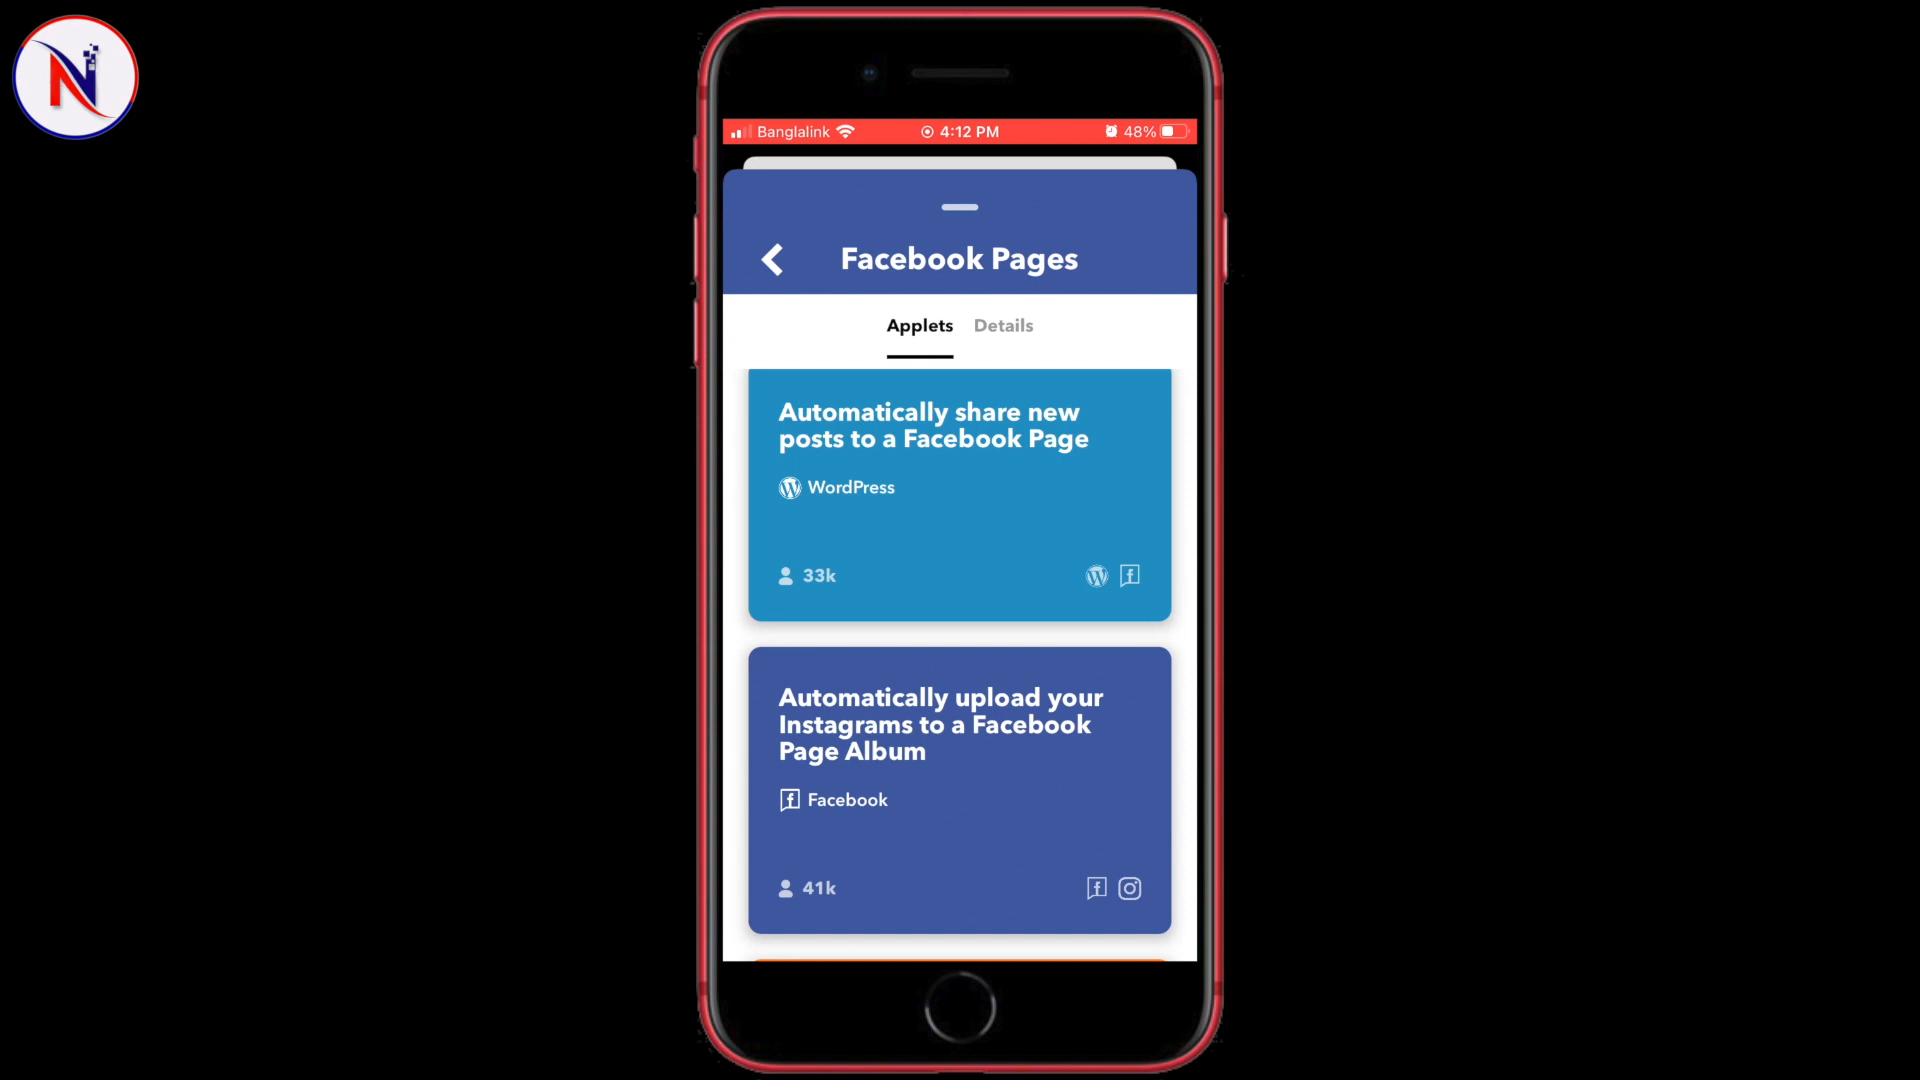 N
Banglalink
4:12 PM
48%
Facebook Pages
Applets Details
Automatically share new
posts to a Facebook Page
WordPress
33k
Automatically upload your
Instagrams to a Facebook
Page Album
Facebook
41k